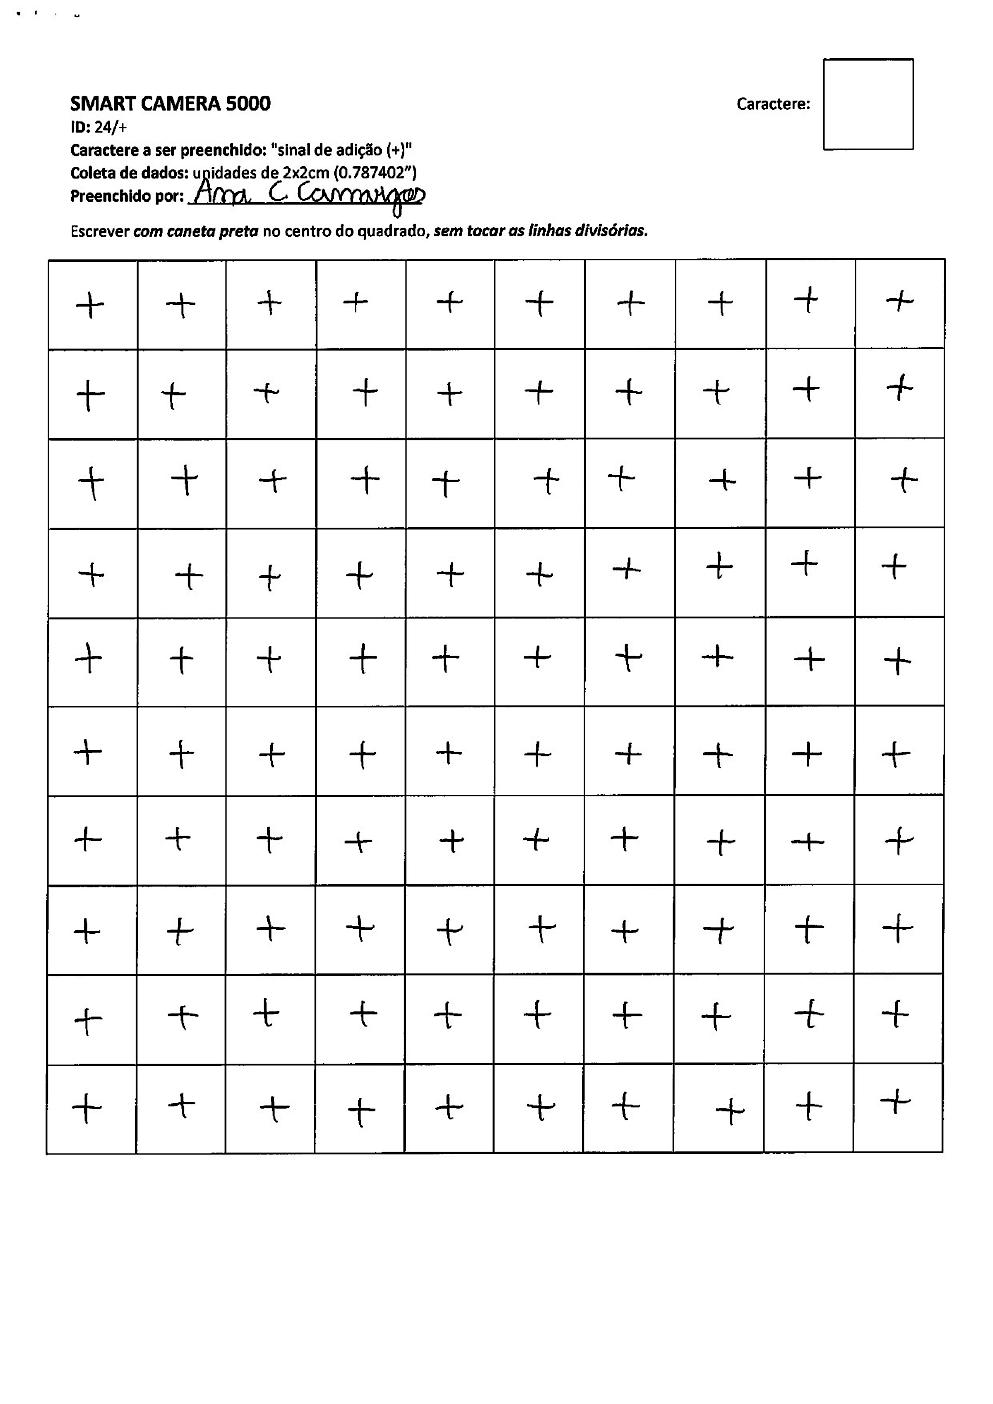 SMART CAMERA 5000
Caractere:
ID: 24/+
Caractere a ser preenchido: "sinal de adição (+)"
Coleta de dados: unidades de 2x2cm (0.787402")
Preenchido por: Ana C Camargos
Escrever com caneta preta no centro do quadrado, sem tocar as linhas divisórias.
+ + + + + + + + + +
+ + + + + + + + + +
+ + + + + + + + + +
+ + + + + + + + + +
+ + + + + + + + + +
+ + + + + + + + + +
+ + + + + + + + + +
+ + + + + + + + + +
+ + + + + + + + + +
+ + + + + + + + + +